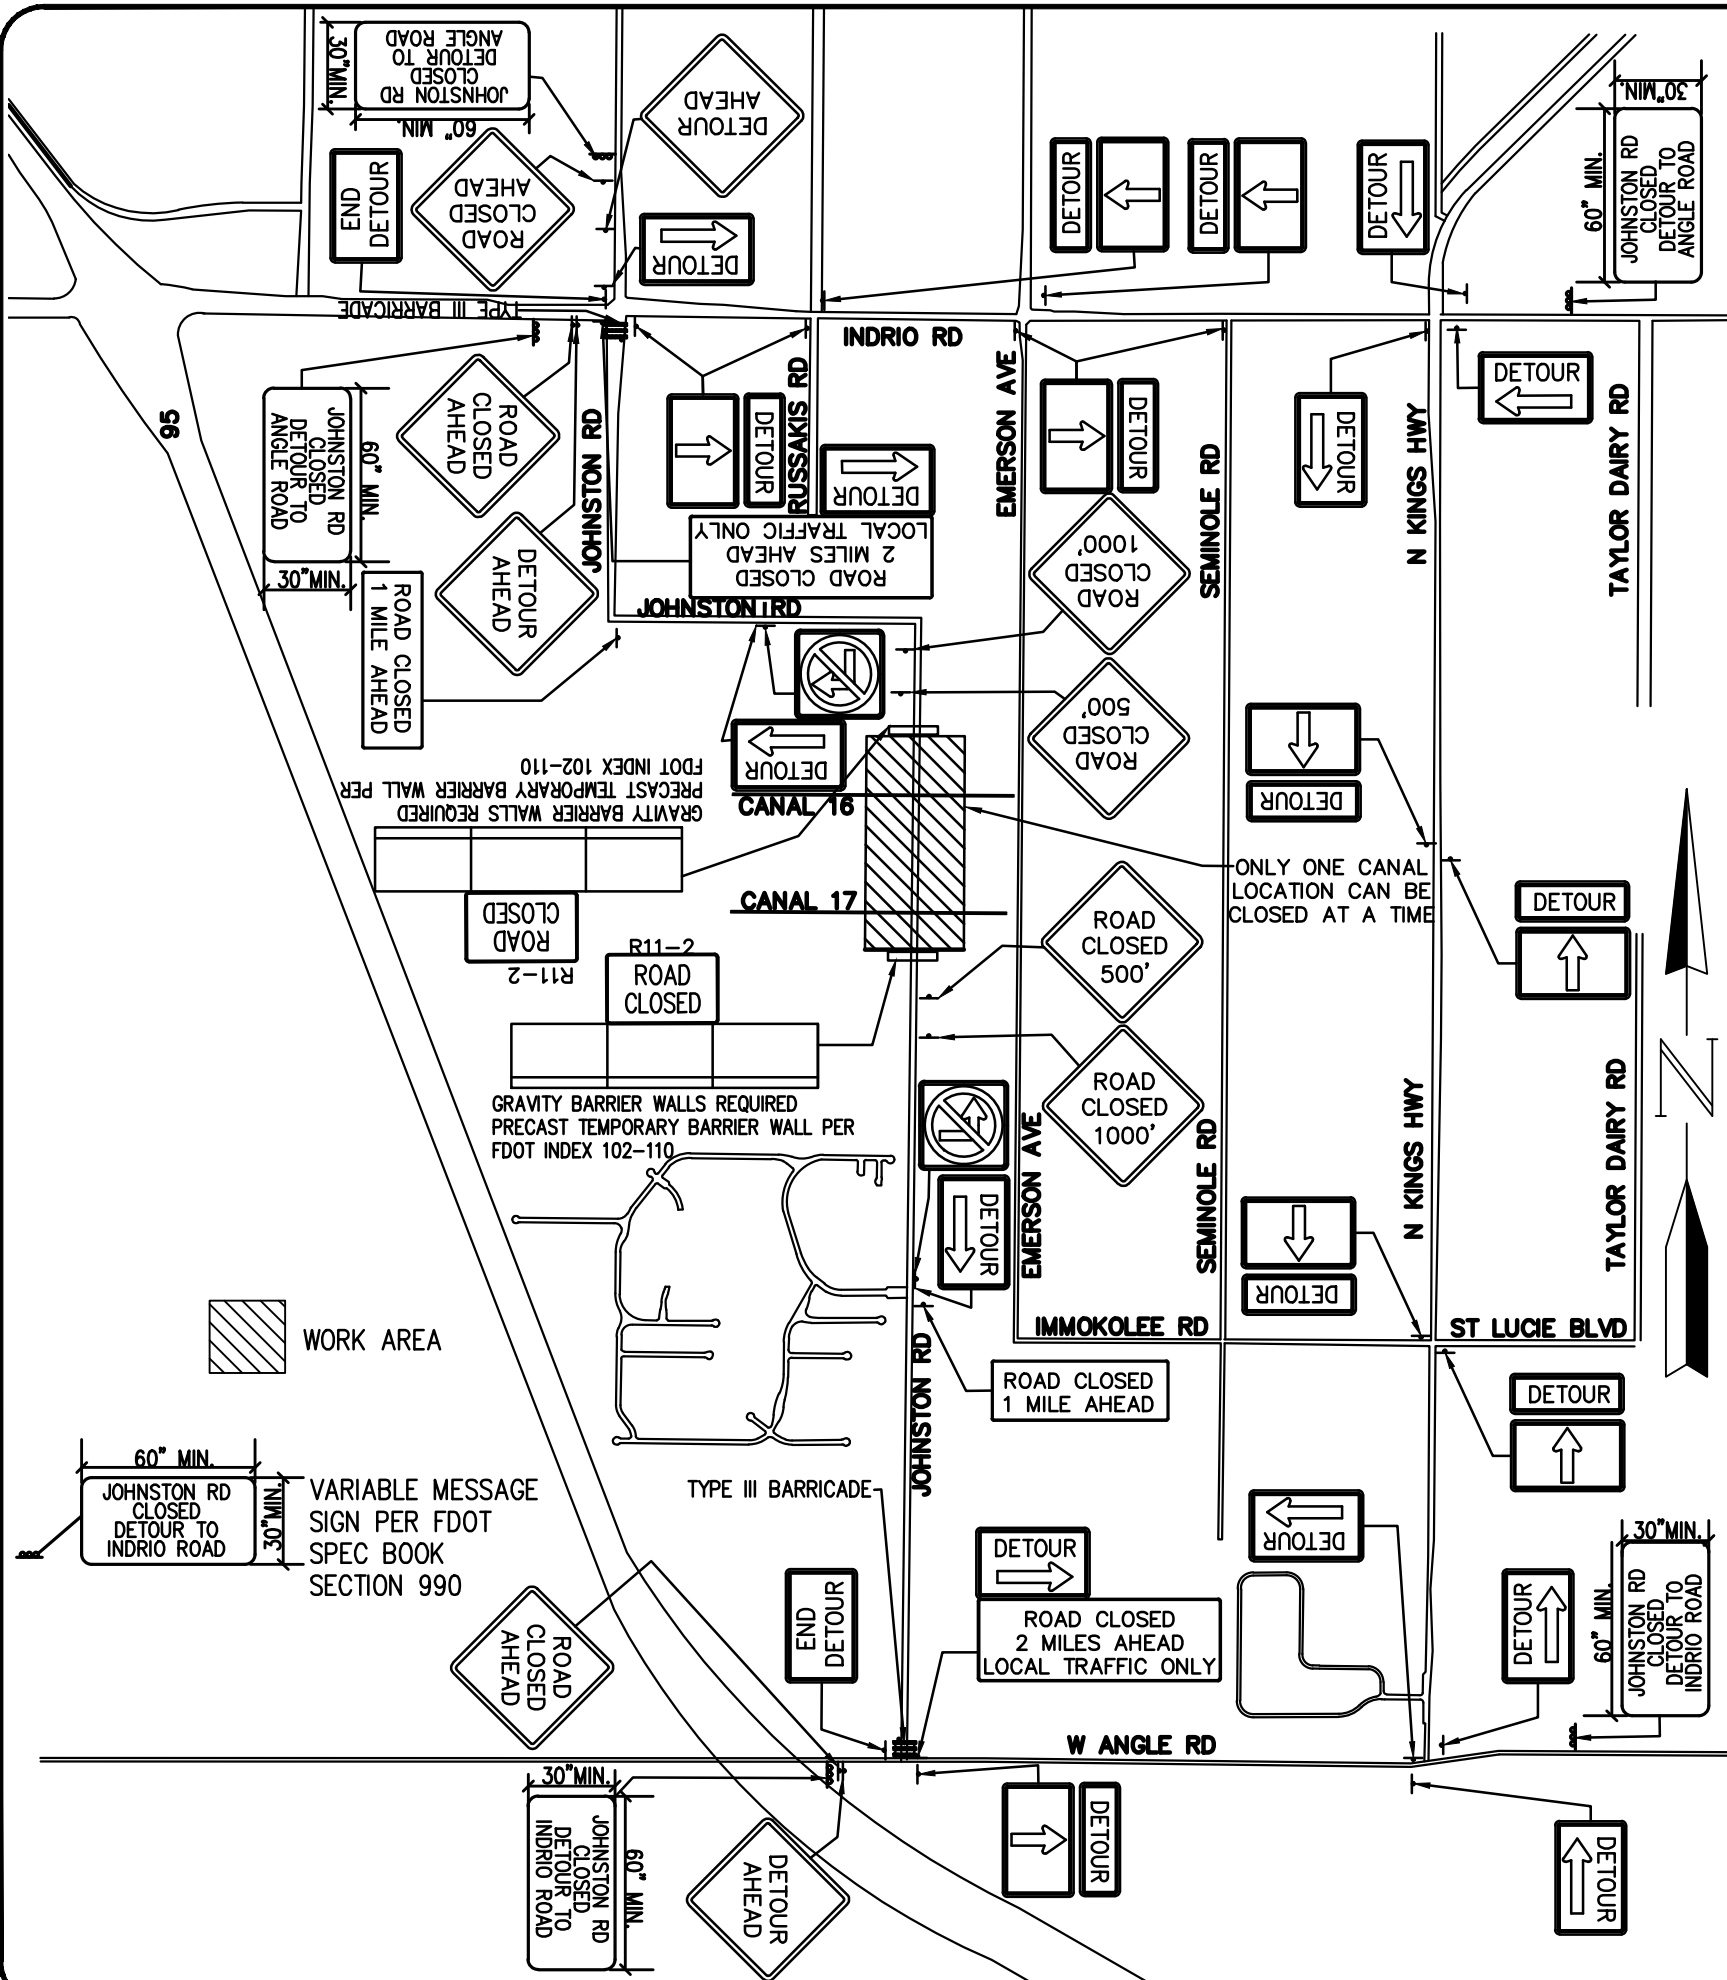 JOHNSTON RD
CLOSED
DETOUR TO
ANGLE ROAD
60" MIN.
30"MIN.
DETOUR
AHEAD
ROAD
CLOSED
AHEAD
END
DETOUR
DETOUR
DETOUR
DETOUR
DETOUR
JOHNSTON RD
CLOSED
DETOUR TO
ANGLE ROAD
60" MIN.
30"MIN.
TYPE III BARRICADE
INDRIO RD
95
JOHNSTON RD
CLOSED
DETOUR TO
ANGLE ROAD
60" MIN.
30"MIN.
ROAD
CLOSED
AHEAD
DETOUR
AHEAD
ROAD CLOSED
1 MILE AHEAD
JOHNSTON RD
DETOUR
RUSSAKIS RD
DETOUR
ROAD CLOSED
2 MILES AHEAD
LOCAL TRAFFIC ONLY
JOHNSTON RD
EMERSON AVE
DETOUR
SEMINOLE RD
DETOUR
N KINGS HWY
DETOUR
TAYLOR DAIRY RD
ROAD
CLOSED
1000'
ROAD
CLOSED
500'
DETOUR
GRAVITY BARRIER WALLS REQUIRED
PRECAST TEMPORARY BARRIER WALL PER
FDOT INDEX 102-110
CANAL 16
CANAL 17
ROAD
CLOSED
R11-2
R11-2
ROAD
CLOSED
GRAVITY BARRIER WALLS REQUIRED
PRECAST TEMPORARY BARRIER WALL PER
FDOT INDEX 102-110
DETOUR
ONLY ONE CANAL
LOCATION CAN BE
CLOSED AT A TIME
DETOUR
ROAD
CLOSED
500'
ROAD
CLOSED
1000'
N
DETOUR
EMERSON AVE
SEMINOLE RD
DETOUR
N KINGS HWY
TAYLOR DAIRY RD
IMMOKOLEE RD
ST LUCIE BLVD
WORK AREA
JOHNSTON RD
ROAD CLOSED
1 MILE AHEAD
DETOUR
60" MIN.
30"MIN.
JOHNSTON RD
CLOSED
DETOUR TO
INDRIO ROAD
VARIABLE MESSAGE
SIGN PER FDOT
SPEC BOOK
SECTION 990
TYPE III BARRICADE
DETOUR
ROAD CLOSED
2 MILES AHEAD
LOCAL TRAFFIC ONLY
DETOUR
DETOUR
30"MIN.
60" MIN.
JOHNSTON RD
CLOSED
DETOUR TO
INDRIO ROAD
END
DETOUR
ROAD
CLOSED
AHEAD
W ANGLE RD
30"MIN.
60" MIN.
JOHNSTON RD
CLOSED
DETOUR TO
INDRIO ROAD
DETOUR
AHEAD
DETOUR
DETOUR